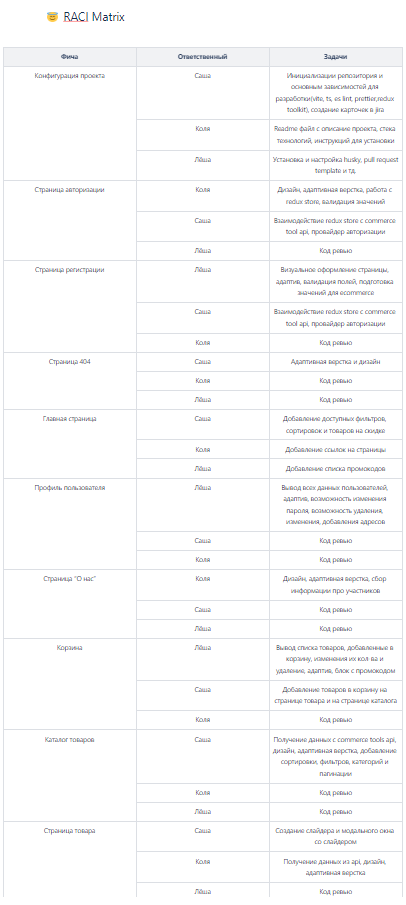 RACI Matrix
Фича Ответственный Задачи
Конфигурация проекта Саша Инициализации репозитория и
основным зависимостей для
разработки(vite, ts, es lint, prettier,redux
toolkit), создание карточек в jira
Коля Readme файл с описание проекта, стека
технологий, инструкций для установки
Лёша Установка и настройка husky, pull request
template и тд.
Страница авторизации Коля Дизайн, адаптивная верстка, работа с
redux store, валидация значений
Саша Взаимодействие redux store с commerce
tool api, провайдер авторизации
Лёша Код ревью
Страница регистрации Лёша Визуальное оформление страницы,
адаптив, валидация полей, подготовка
значений для ecommerce
Саша Взаимодействие redux store с commerce
tool api, провайдер авторизации
Коля Код ревью
Страница 404 Саша Адаптивная верстка и дизайн
Коля Код ревью
Лёша Код ревью
Главная страница Саша Добавление доступных фильтров,
сортировок и товаров на скидке
Коля Добавление ссылок на страницы
Лёша Добавление списка промокодов
Профиль пользователя Лёша Вывод всех данных пользователей,
адаптив, возможность изменения
пароля, возможность удаления,
изменения, добавления адресов
Саша Код ревью
Коля Код ревью
Страница "О нас" Коля Дизайн, адаптивная верстка, сбор
информации про участников
Саша Код ревью
Лёша Код ревью
Корзина Лёша Вывод списка товаров, добавленные в
корзину, изменения их кол-ва и
удаление, адаптив, блок с промокодом
Саша Добавление товаров в корзину на
странице товара и на странице каталога
Коля Код ревью
Каталог товаров Саша Получение данных с commerce tools api,
дизайн, адаптивная верстка, добавление
сортировки, фильтров, категорий и
пагинации
Коля Код ревью
Лёша Код ревью
Страница товара Саша Создание слайдера и модального окна
со слайдером
Коля Получение данных из api, дизайн,
адаптивная верстка
Лёша Код ревью